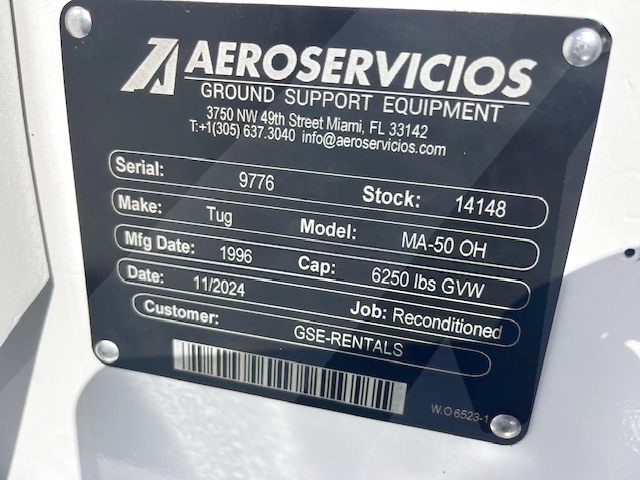 AEROSERVICIOS
GROUND SUPPORT EQUIPMENT
3750 NW 49th Street Miami, FL 33142
T:+1(305) 637.3040 info@aeroservicios.com
Serial: 9776 Stock: 14148
Make: Tug Model: MA-50 OH
Mfg Date: 1996 Cap: 6250 lbs GVW
Date: 11/2024 Job: Reconditioned
Customer: GSE-RENTALS
W.O 6523-1